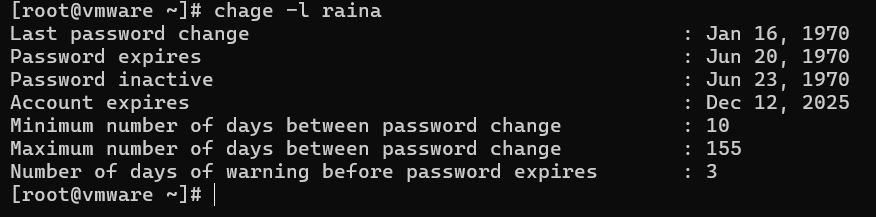 [root@vmware ~]# chage -l raina
Last password change : Jan 16, 1970
Password expires : Jun 20, 1970
Password inactive : Jun 23, 1970
Account expires : Dec 12, 2025
Minimum number of days between password change : 10
Maximum number of days between password change : 155
Number of days of warning before password expires : 3
[root@vmware ~]#